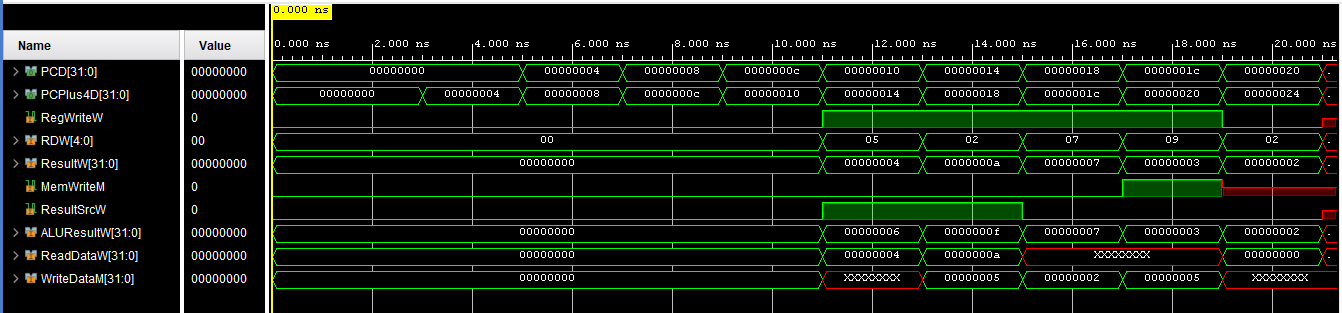 0.000 ns
Name Value 0.000 ns 2.000 ns 4.000 ns 6.000 ns 8.000 ns 10.000 ns 12.000 ns 14.000 ns 16.000 ns 18.000 ns 20.000 ns
PCD[31:0] 00000000 00000000 00000004 00000008 0000000c 00000010 00000014 00000018 0000001c 00000020 .
PCPlus4D[31:0] 00000000 00000000 00000004 00000008 0000000c 00000010 00000014 00000018 0000001c 00000020 00000024 .
RegWriteW 0
RDW[4:0] 00 00 05 02 07 09 02 .
ResultW[31:0] 00000000 00000000 00000004 0000000a 00000007 00000003 00000002 .
MemWriteM 0
ResultSrcW 0
ALUResultW[31:0] 00000000 00000000 00000006 0000000f 00000007 00000003 00000002 .
ReadDataW[31:0] 00000000 00000000 00000004 0000000a XXXXXXXX 00000000 .
WriteDataM[31:0] 00000000 00000000 XXXXXXXX 00000005 00000002 00000005 XXXXXXXX